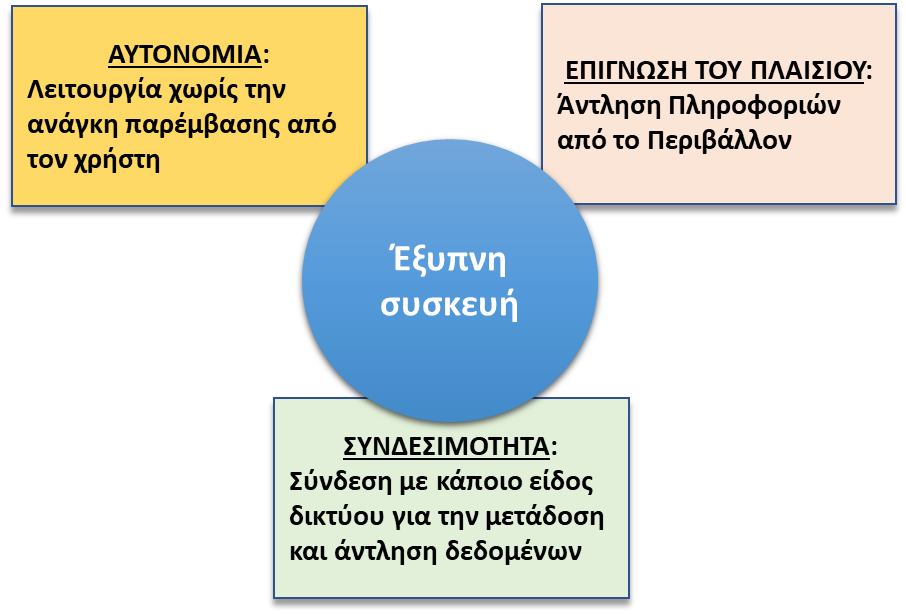 ΑΥΤΟΝΟΜΙΑ:
Λειτουργία χωρίς την
ανάγκη παρέμβασης από
τον χρήστη
ΕΠΙΓΝΩΣΗ ΤΟΥ ΠΛΑΙΣΙΟΥ:
Άντληση Πληροφοριών
από το Περιβάλλον
Έξυπνη
συσκευή
ΣΥΝΔΕΣΙΜΟΤΗΤΑ:
Σύνδεση με κάποιο είδος
δικτύου για την μετάδοση
και άντληση δεδομένων